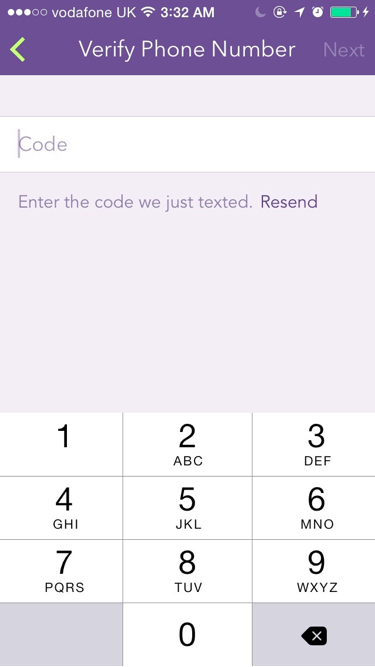 vodafone UK 3:32 AM
Verify Phone Number Next
Code
Enter the code we just texted. Resend
1 2 3
ABC DEF
4 5 6
GHI JKL MNO
7 8 9
PQRS TUV WXYZ
0